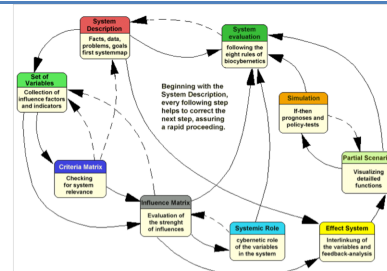 System
Description
Facts, data,
problems, goals
first systemmap
System
evaluation
following the
eight rules of
biocybernetics
Set of
Variables
Collection of
influence factors
and indicators
Beginning with the
System Description,
every following step
helps to correct the
next step, assuring
a rapid proceeding.
Simulation
If-then
prognoses and
policy-tests
Criteria Matrix
Checking
for system
relevance
Partial Scenari
Visualizing
detailled
functions
Influence Matrix
Evaluation of
the strenght
of influences
Systemic Role
cybernetic role
of the variables
in the system
Effect System
Interlinkung of
the variables and
feedback-analysis